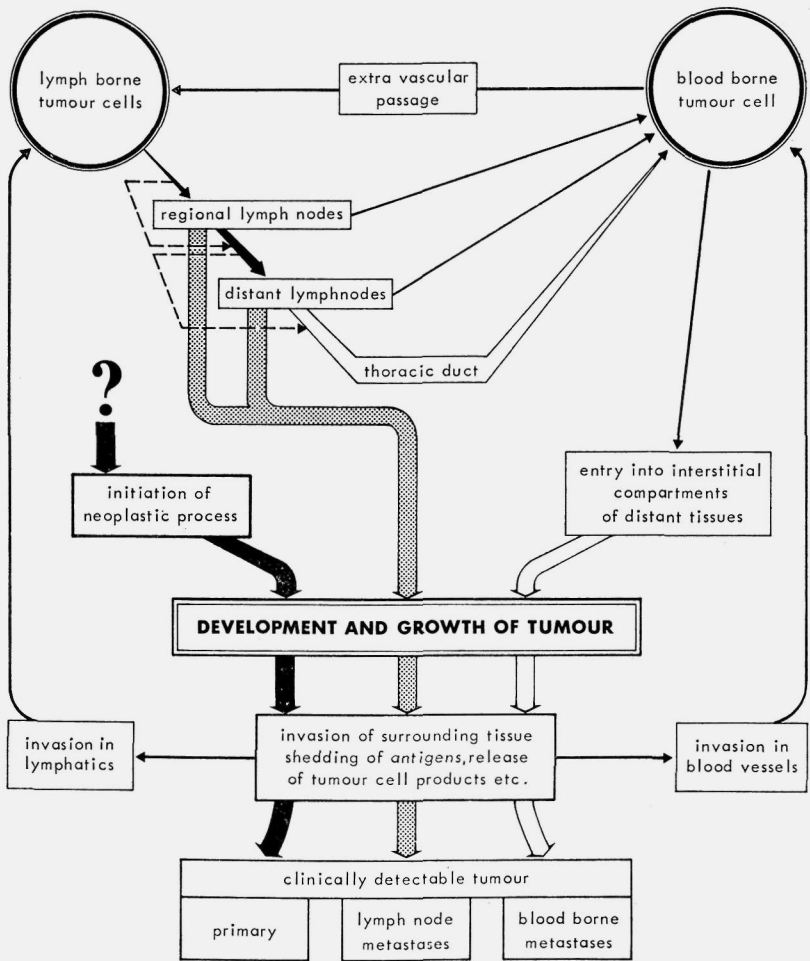 lymph borne
tumour cells
extra vascular
passage
blood borne
tumour cell
regional lymph nodes
distant lymphnodes
thoracic duct
?
initiation of
neoplastic process
entry into interstitial
compartments
of distant tissues
DEVELOPMENT AND GROWTH OF TUMOUR
invasion in
lymphatics
invasion of surrounding tissue
shedding of antigens, release
of tumour cell products etc.
invasion in
blood vessels
clinically detectable tumour
primary
lymph node
metastases
blood borne
metastases